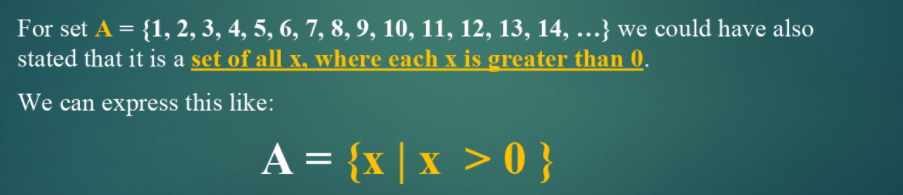 For set A = {1, 2, 3, 4, 5, 6, 7, 8, 9, 10, 11, 12, 13, 14, …} we could have also
stated that it is a set of all x, where each x is greater than 0.
We can express this like:
A = {x | x > 0 }